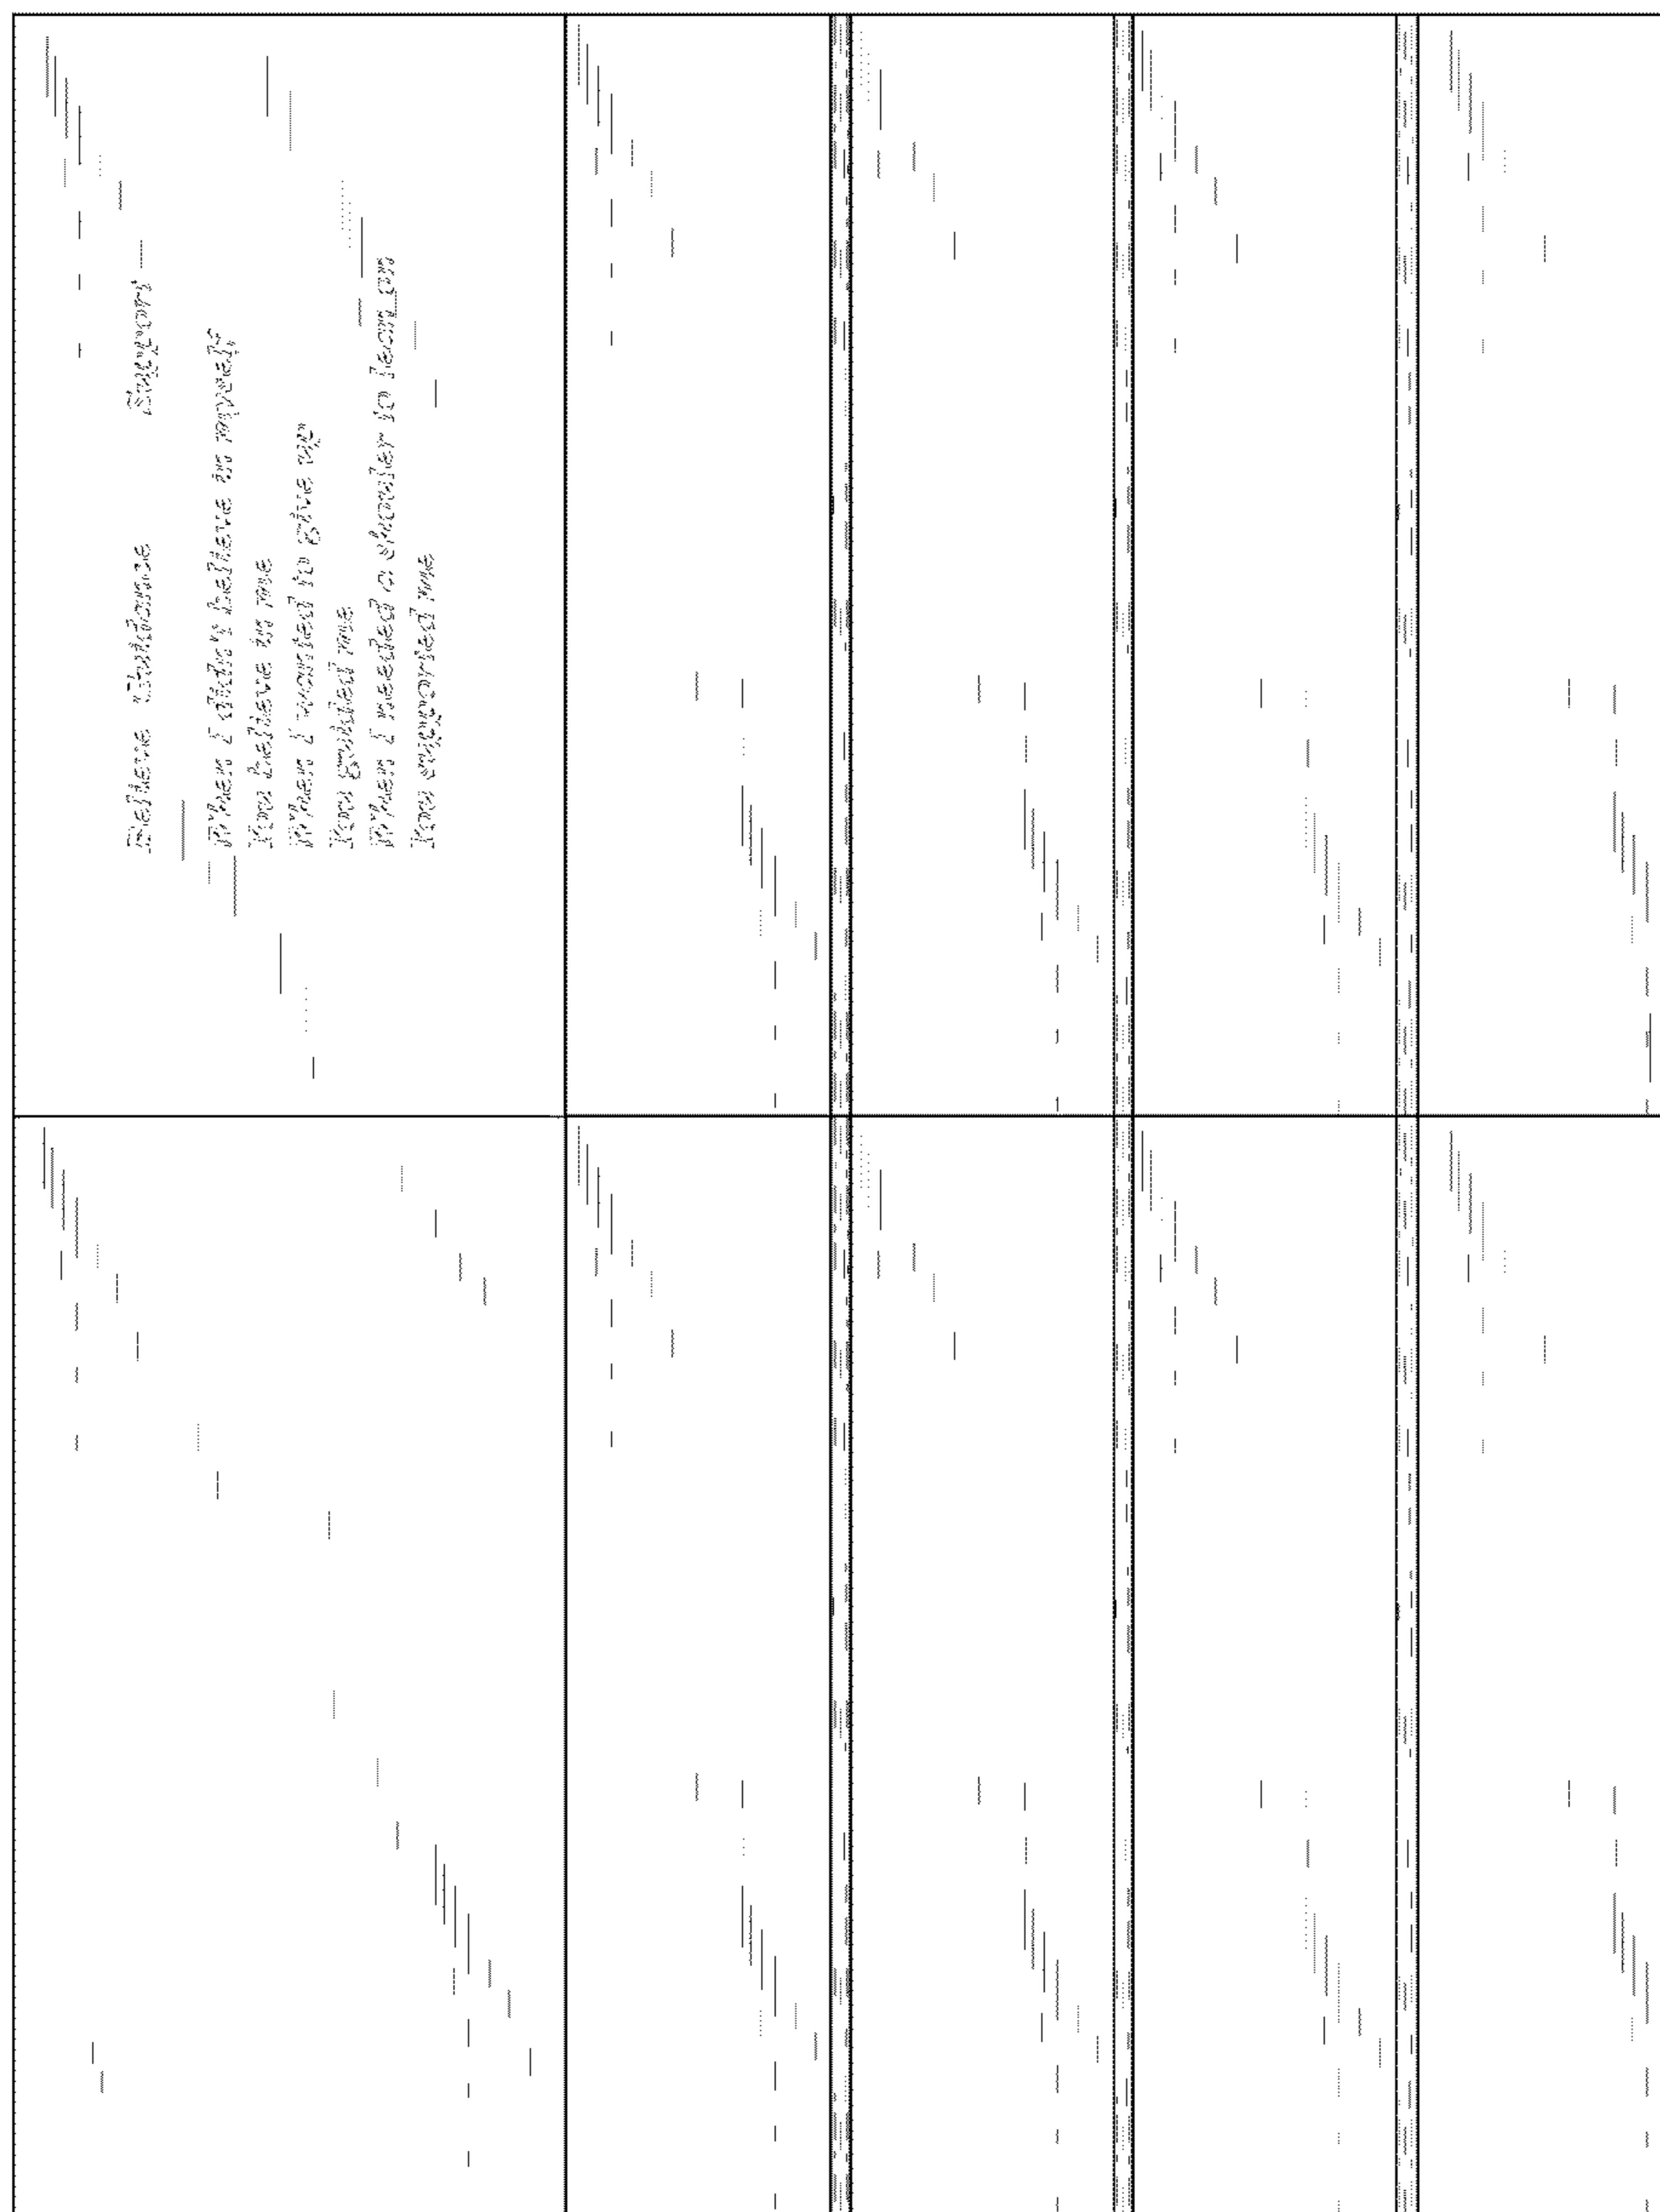 Believe Guidance Support
When I didn't believe in myself
You believe in me
When I wanted to give up
You guided me
When I needed a shouler to lean on
You supported me